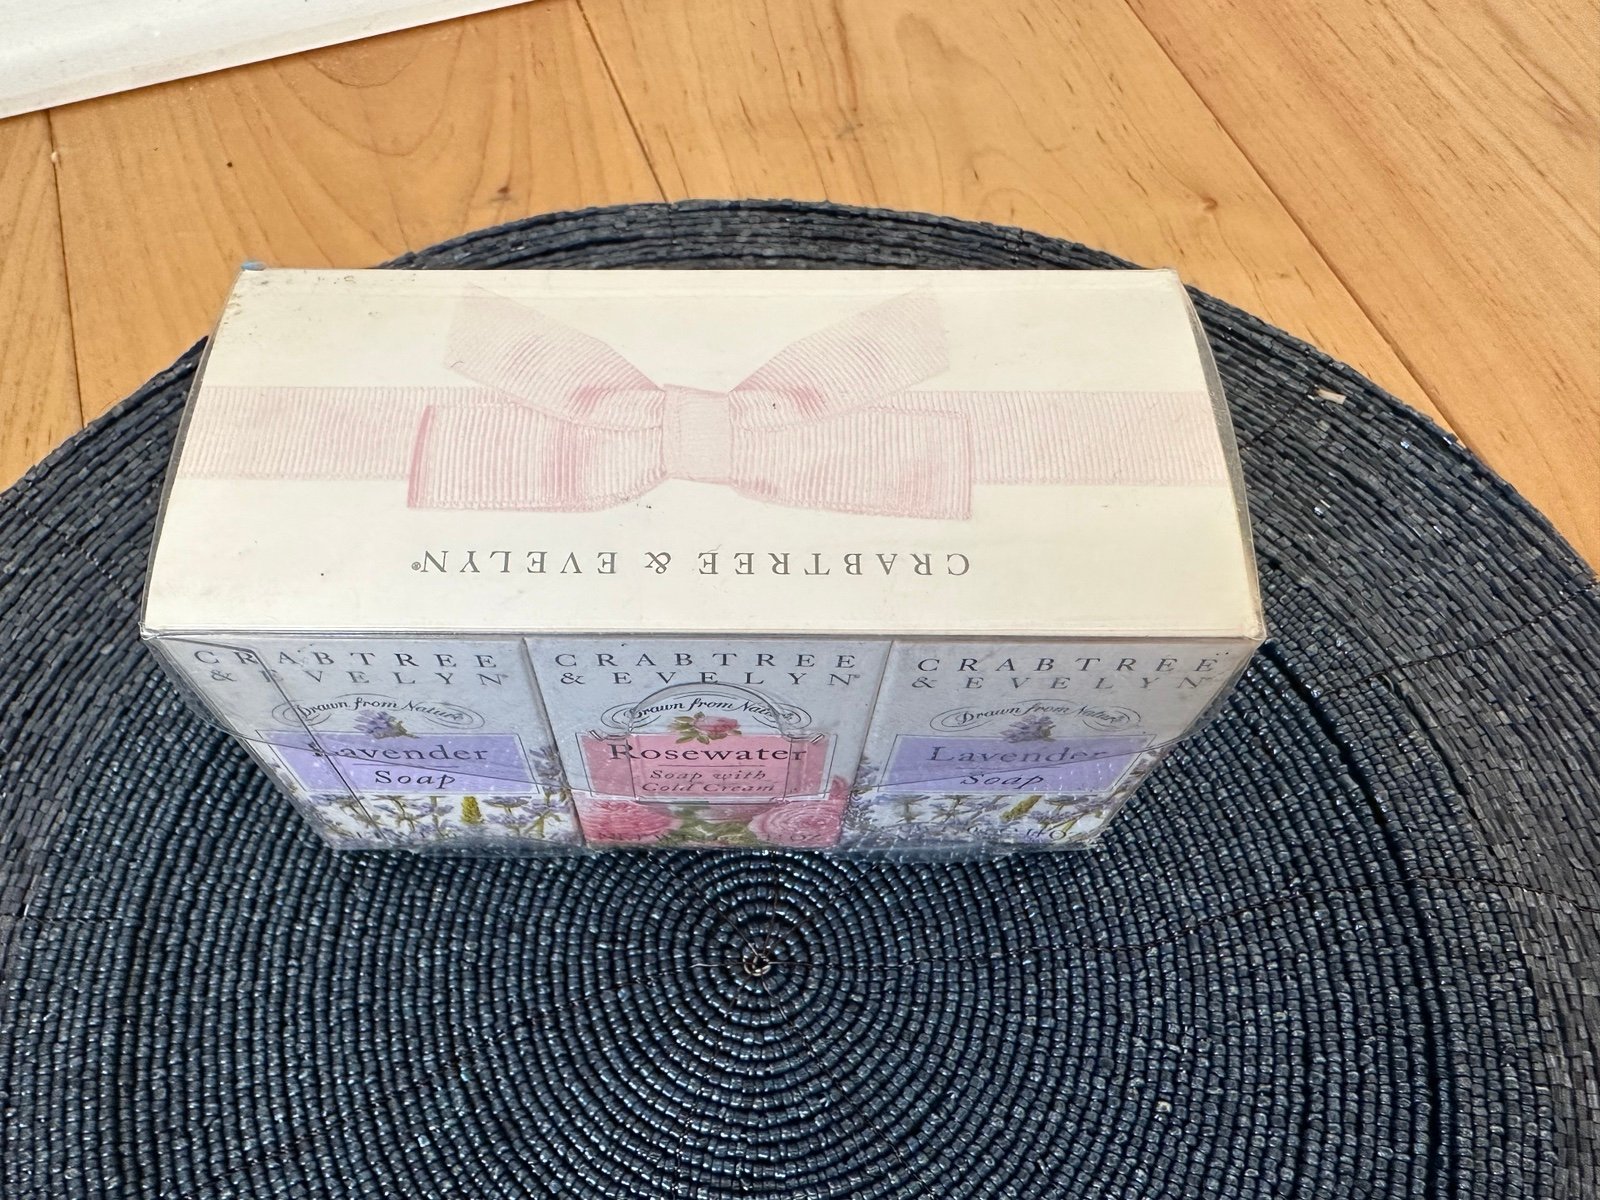 CRABTREE & EVELYN®
CRABTREE
& EVELYN®
Drawn from Nature
Lavender
Soap
CRABTREE
& EVELYN®
Drawn from Nature
Rosewater
Soap with
Cold Cream
CRABTREE
& EVELYN®
Drawn from Nature
Lavender
Soap